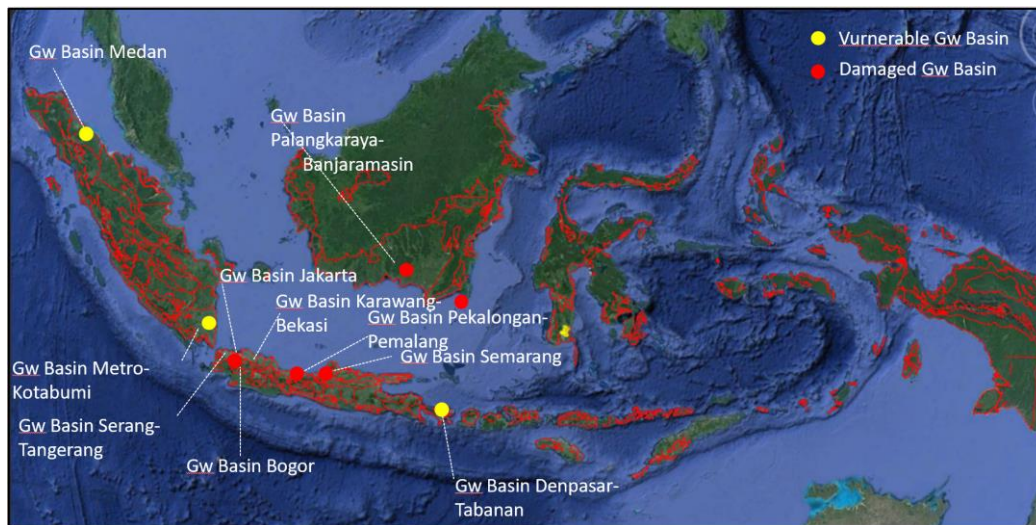 Gw Basin Medan
Vurnerable Gw Basin
Damaged Gw Basin
Gw Basin
Palangkaraya-
Banjaramasin
Gw Basin Jakarta
Gw Basin Karawang-
Bekasi
Gw Basin Pekalongan-
Pemalang
Gw Basin Semarang
Gw Basin Metro-
Kotabumi
Gw Basin Serang-
Tangerang
Gw Basin Bogor
Gw Basin Denpasar-
Tabanan